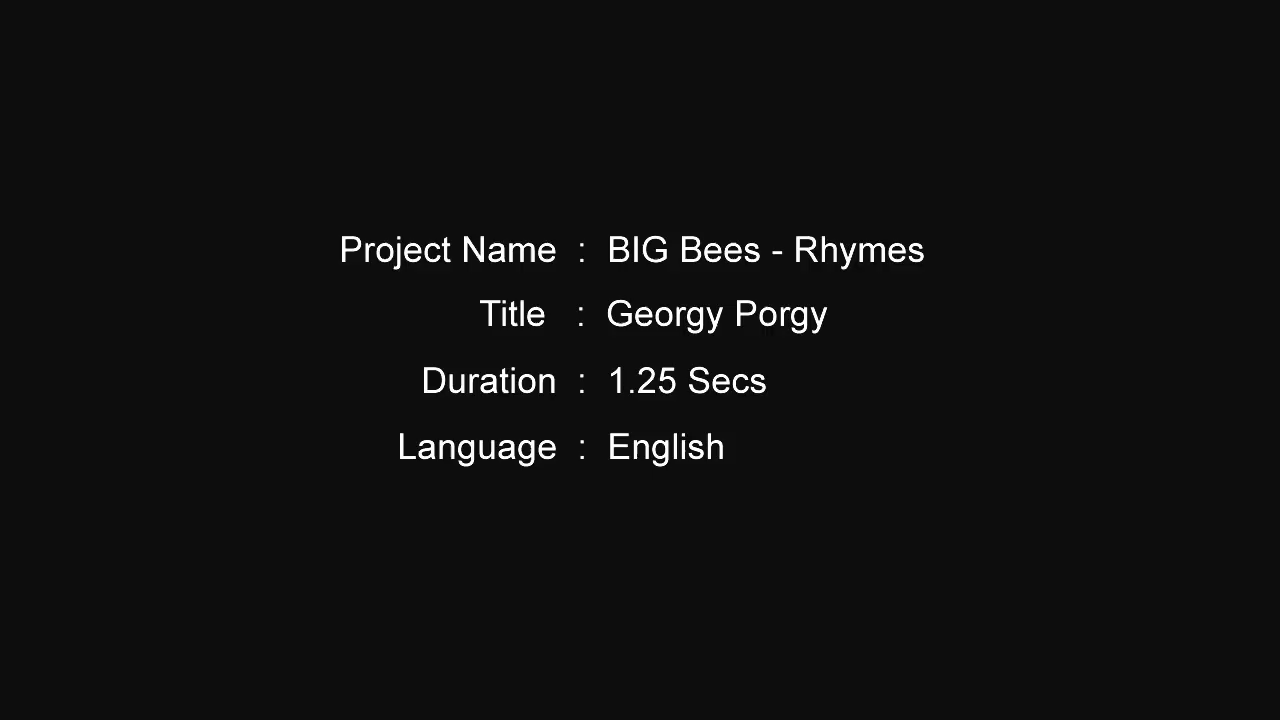 Project Name : BIG Bees - Rhymes
Title : Georgy Porgy
Duration : 1.25 Secs
Language : English